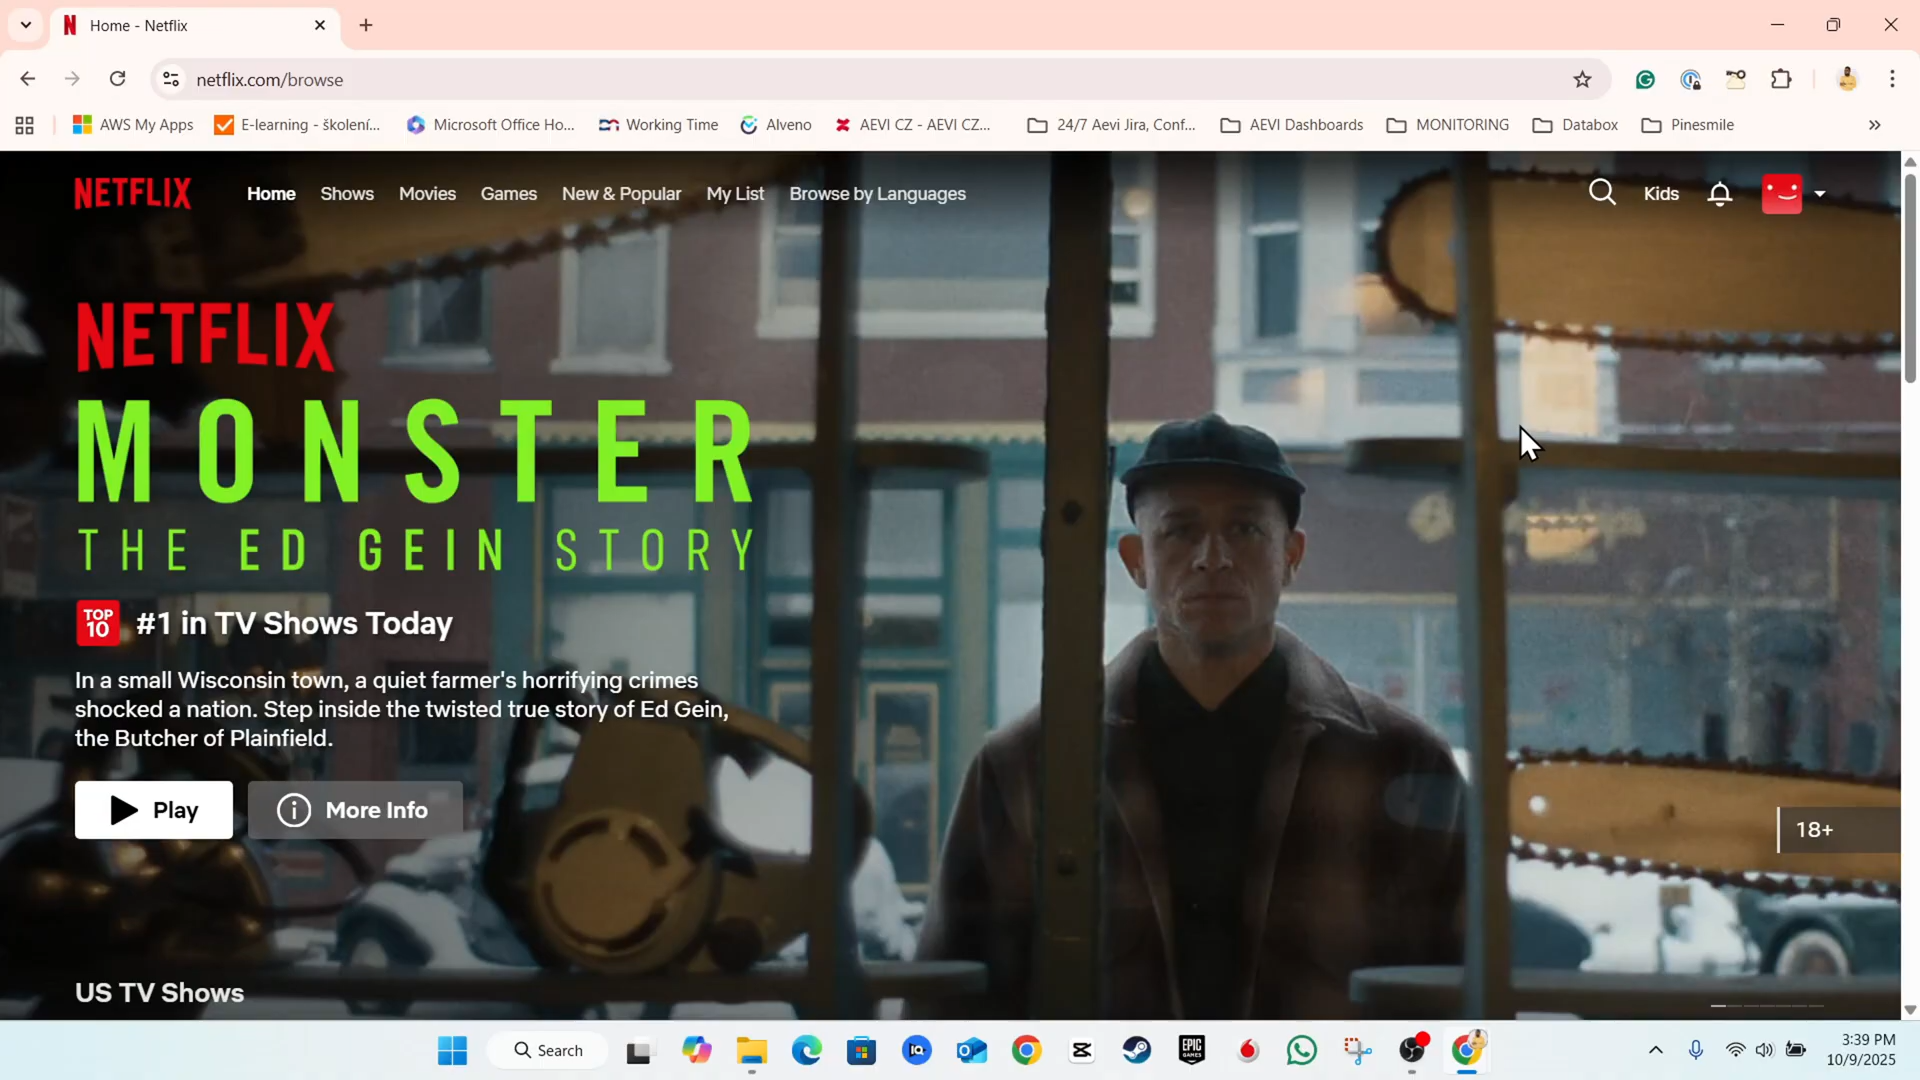 Home - Netflix
netflix.com/browse
AWS My Apps
E-learning - školení...
Microsoft Office Ho...
Working Time
Alveno
AEVI CZ - AEVI CZ...
24/7 Aevi Jira, Conf...
AEVI Dashboards
MONITORING
Databox
Pinesmile
NETFLIX
Home
Shows
Movies
Games
New & Popular
My List
Browse by Languages
Kids
NETFLIX
MONSTER
THE ED GEIN STORY
TOP
10
#1 in TV Shows Today
In a small Wisconsin town, a quiet farmer's horrifying crimes
shocked a nation. Step inside the twisted true story of Ed Gein,
the Butcher of Plainfield.
Play
More Info
18+
US TV Shows
Search
EPIC
GAMES
3:39 PM
10/9/2025